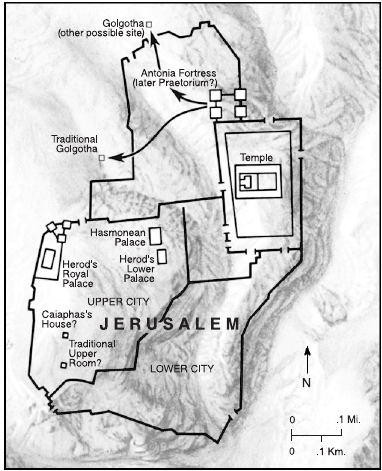 Golgotha
(other possible site)
Antonia Fortress
(later Praetorium?)
Traditional
Golgotha
Temple
Hasmonean
Palace
Herod's
Royal
Palace
Herod's
Lower
Palace
UPPER CITY
Caiaphas's
House?
JERUSALEM
Traditional
Upper
Room?
LOWER CITY
N
0 .1 Mi.
0 .1 Km.